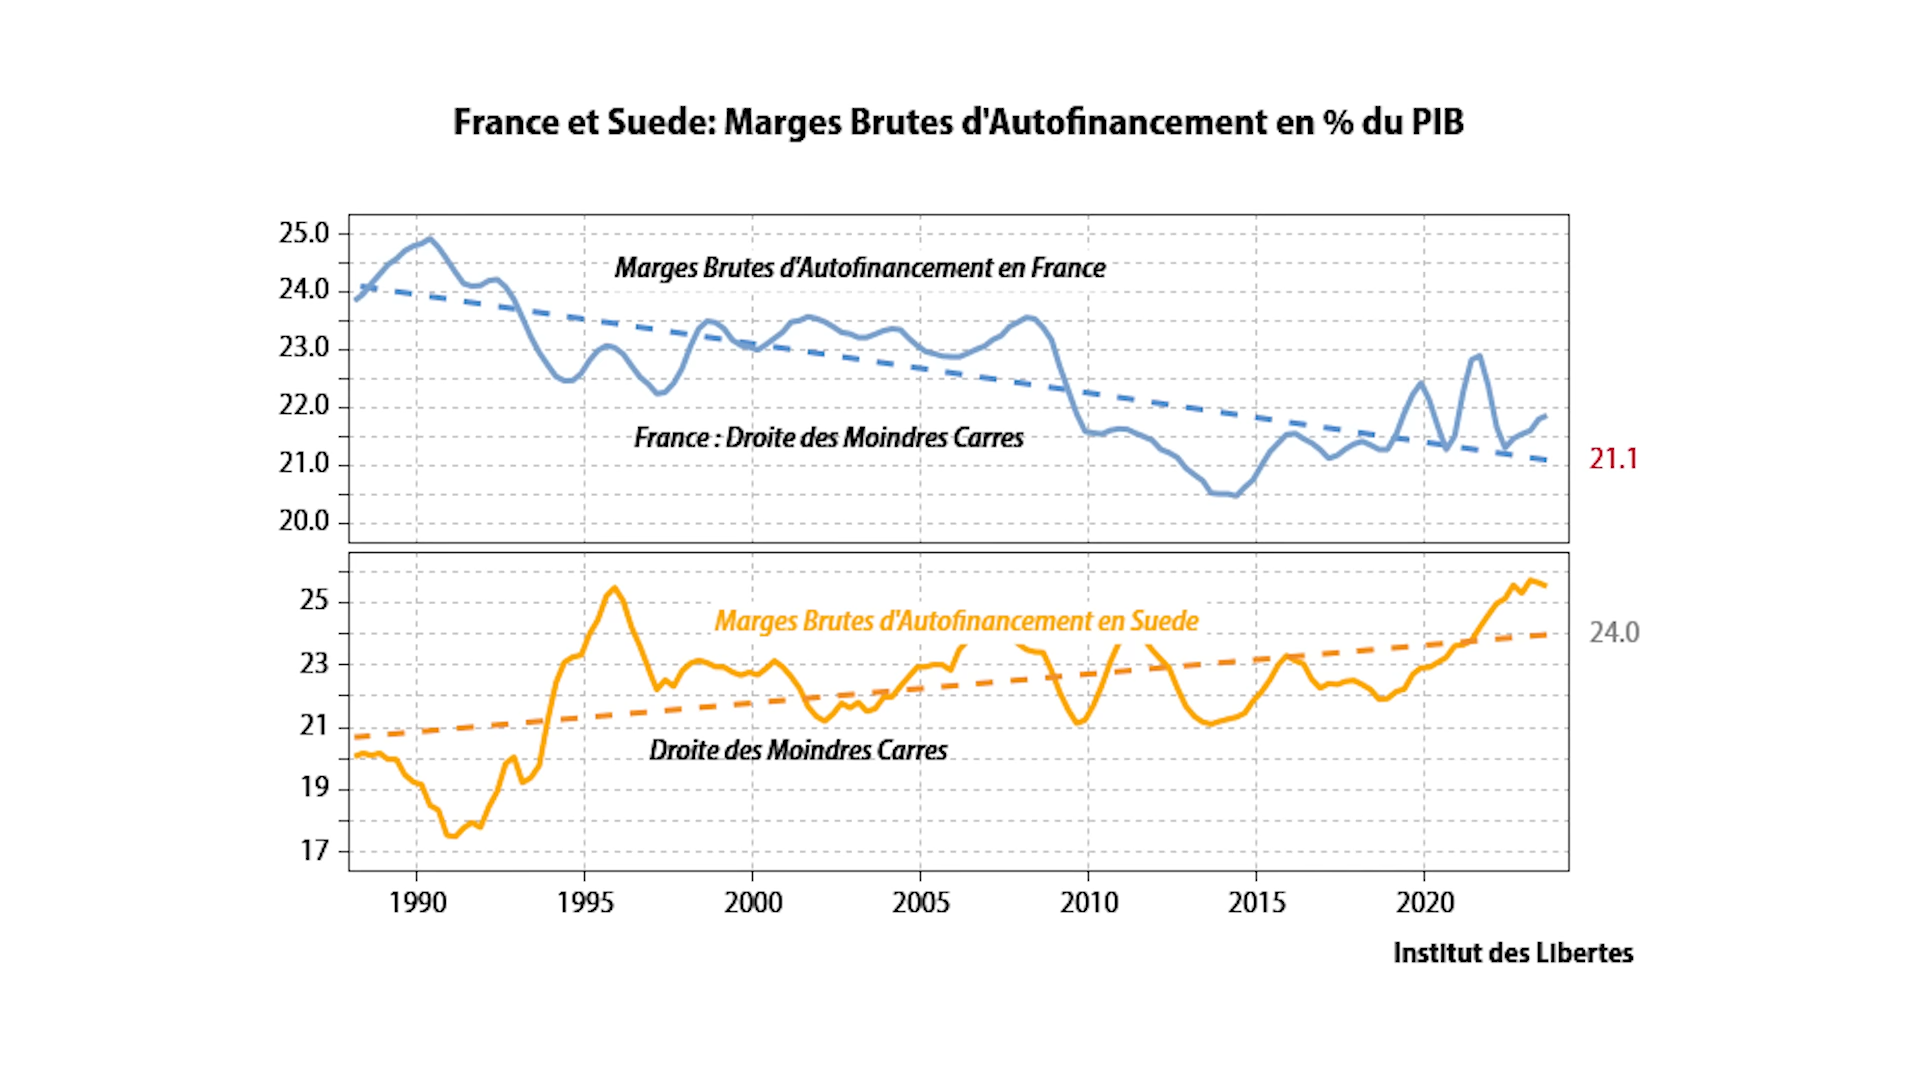 France et Suede: Marges Brutes d'Autofinancement en % du PIB
25.0
24.0
23.0
22.0
21.0
20.0
Marges Brutes d'Autofinancement en France
France : Droite des Moindres Carres
21.1
25
23
21
19
17
Marges Brutes d'Autofinancement en Suede
Droite des Moindres Carres
24.0
1990 1995 2000 2005 2010 2015 2020
Institut des Libertes